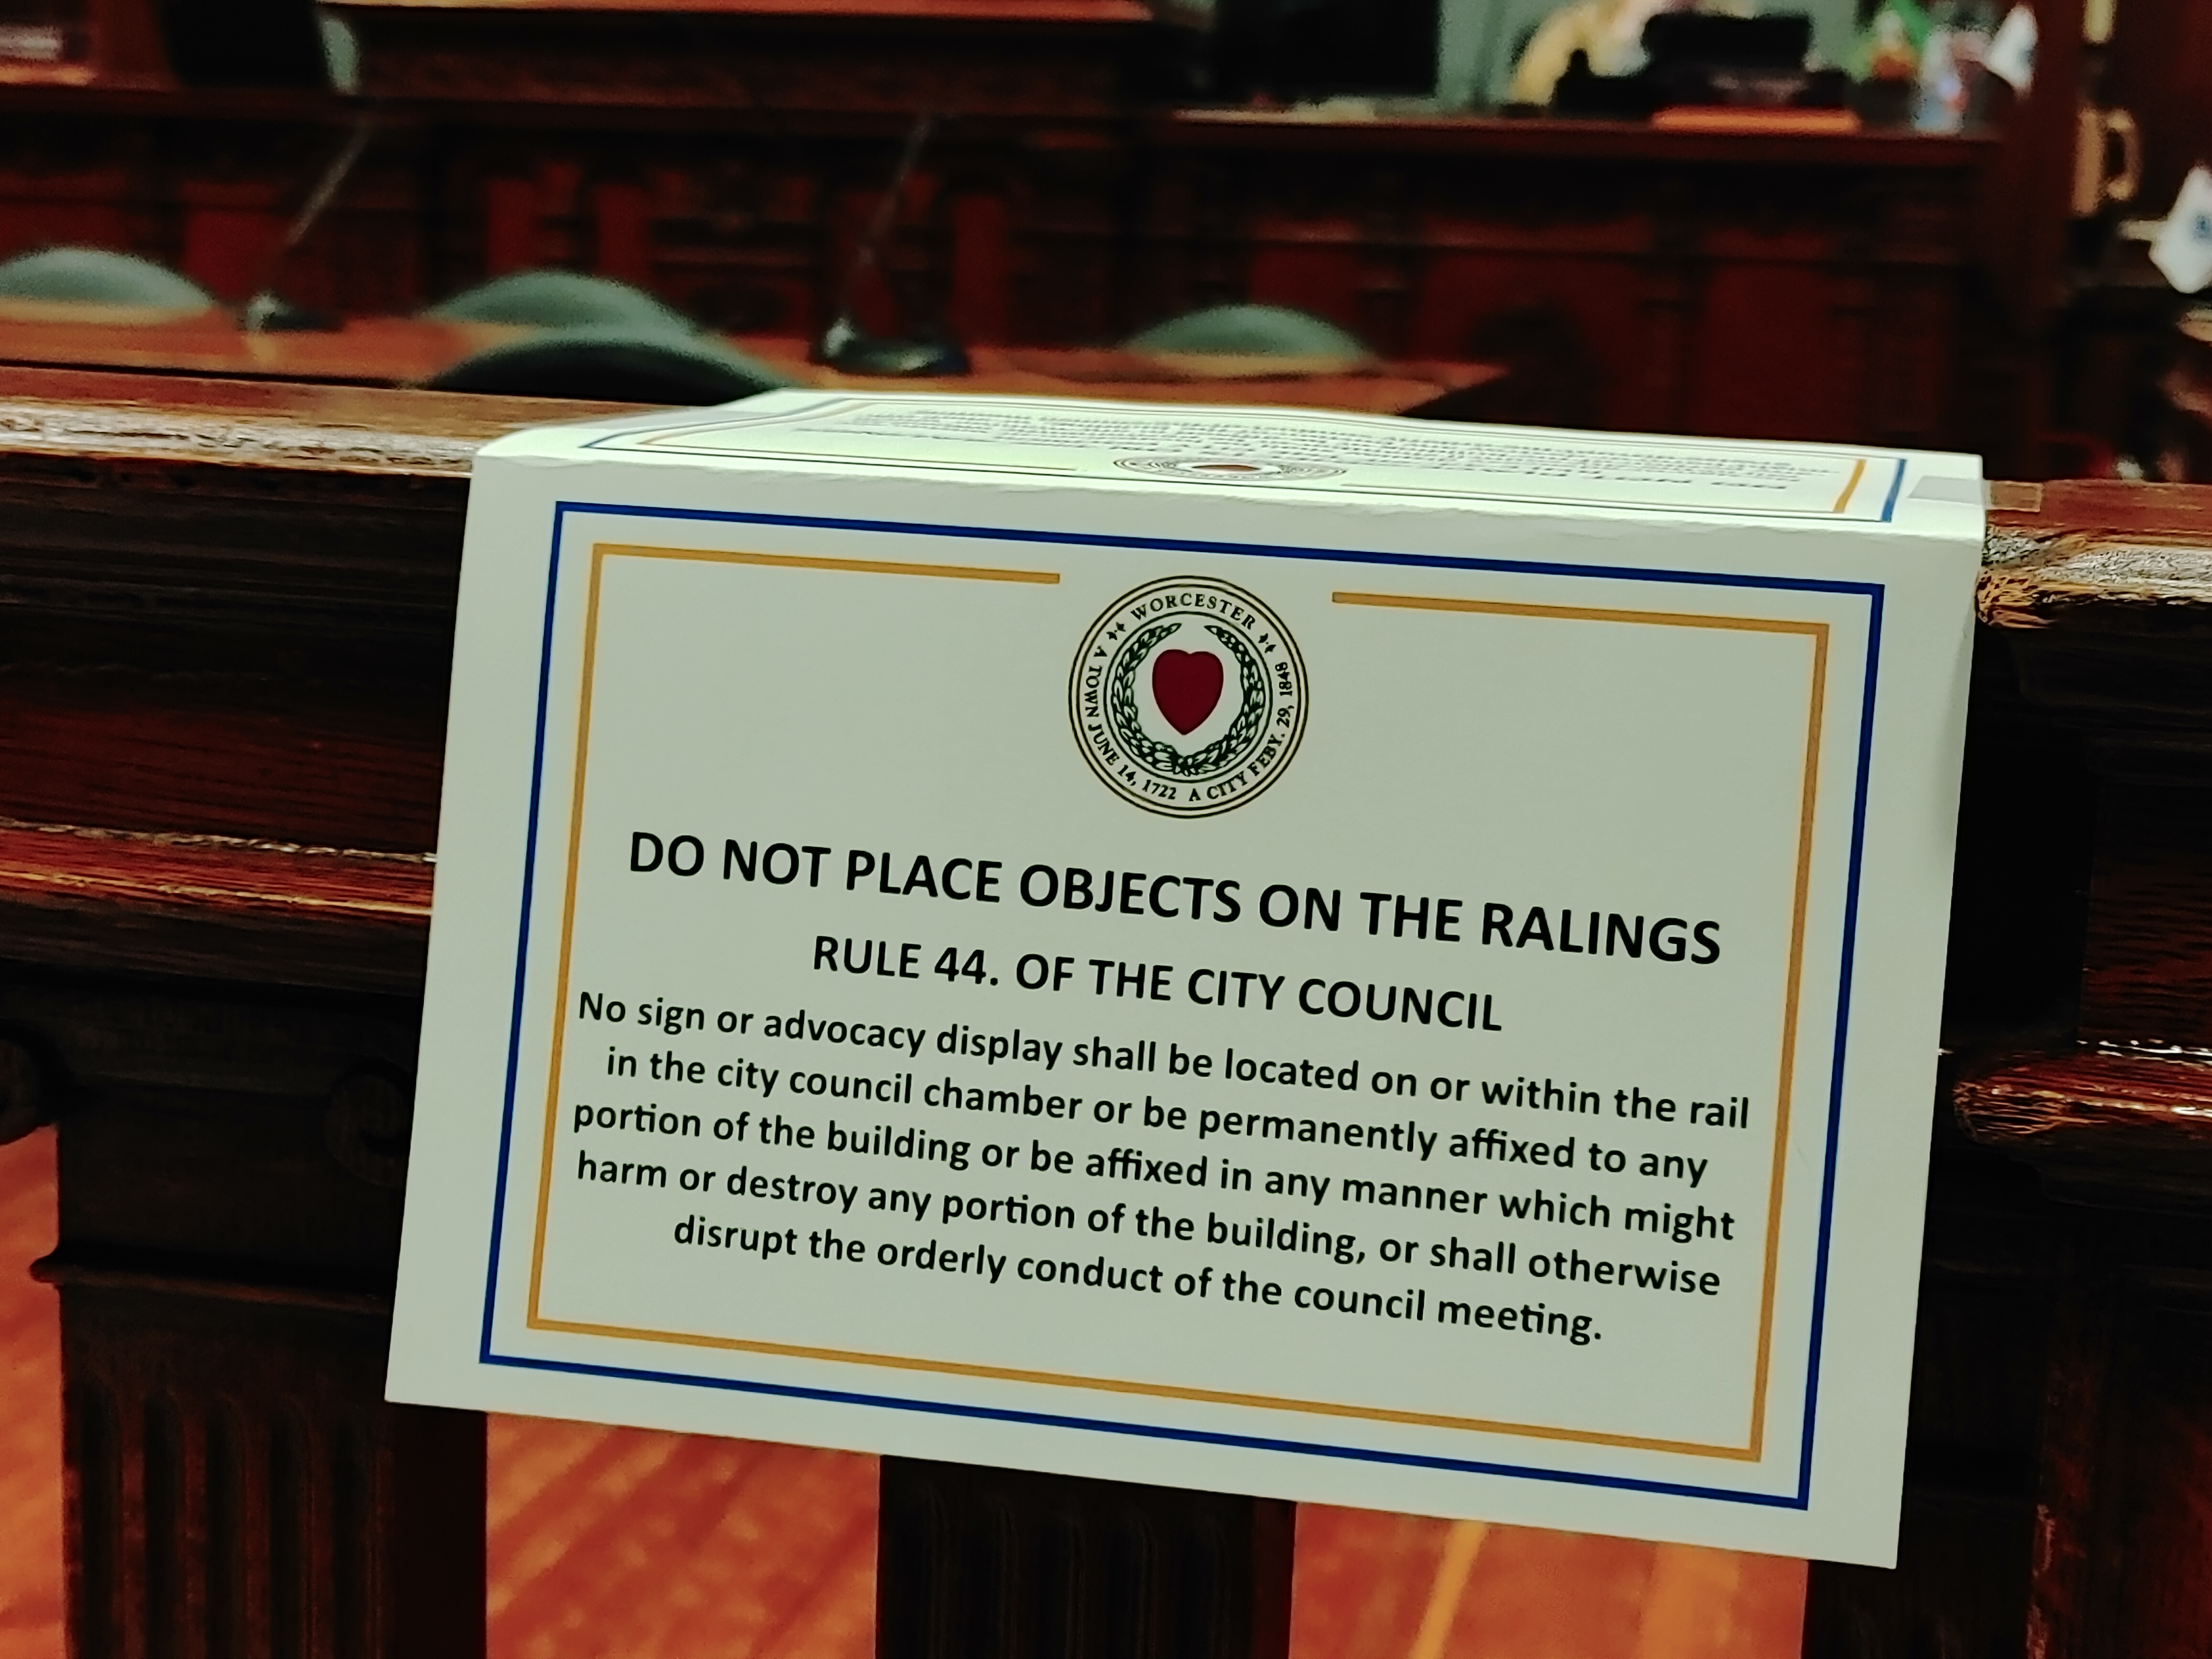 WORCESTER
A TOWN JUNE 14, 1722 A CITY FEBY. 29, 1848
DO NOT PLACE OBJECTS ON THE RALINGS
RULE 44. OF THE CITY COUNCIL
No sign or advocacy display shall be located on or within the rail
in the city council chamber or be permanently affixed to any
portion of the building or be affixed in any manner which might
harm or destroy any portion of the building, or shall otherwise
disrupt the orderly conduct of the council meeting.